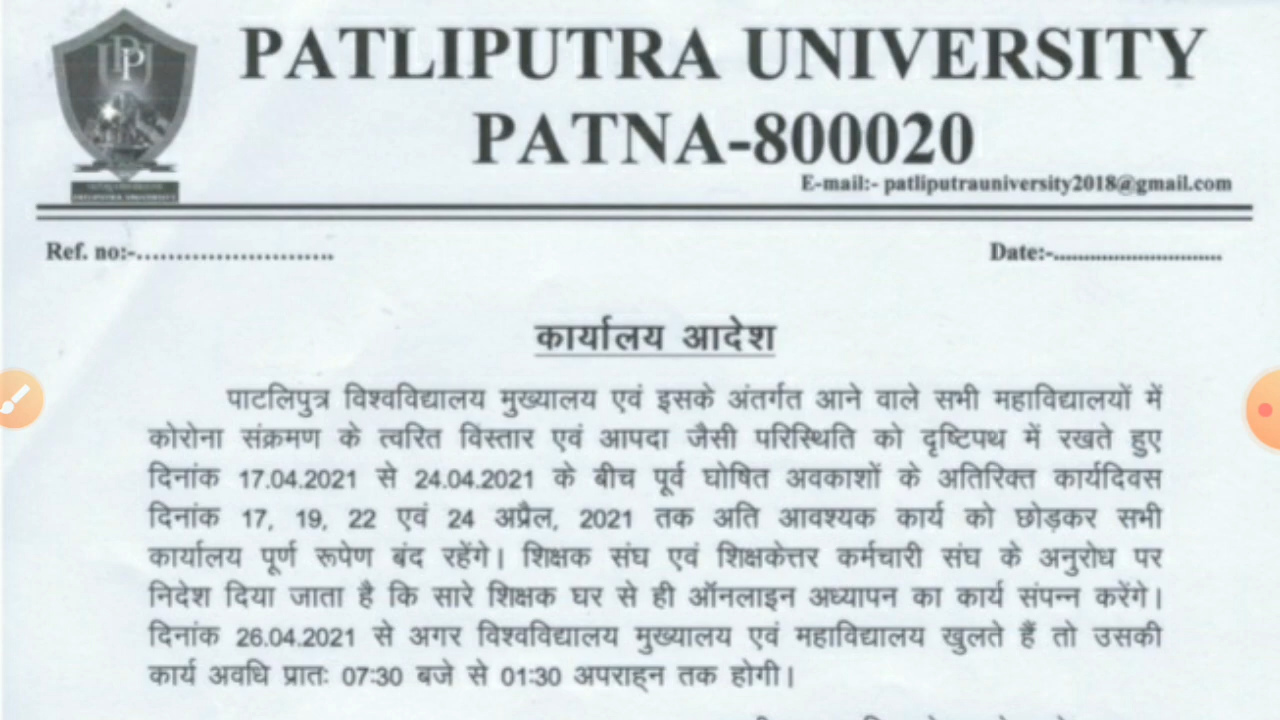 PATLIPUTRA UNIVERSITY
PATNA-800020
E-mail:- patliputrauniversity2018@gmail.com
Ref. no:-.........................
Date:-............................
कार्यालय आदेश
पाटलिपुत्र विश्वविद्यालय मुख्यालय एवं इसके अंतर्गत आने वाले सभी महाविद्यालयों में
कोरोना संक्रमण के त्वरित विस्तार एवं आपदा जैसी परिस्थिति को दृष्टिपथ में रखते हुए
दिनांक 17.04.2021 से 24.04.2021 के बीच पूर्व घोषित अवकाशों के अतिरिक्त कार्यदिवस
दिनांक 17, 19, 22 एवं 24 अप्रैल, 2021 तक अति आवश्यक कार्य को छोड़कर सभी
कार्यालय पूर्ण रूपेण बंद रहेंगे। शिक्षक संघ एवं शिक्षकेत्तर कर्मचारी संघ के अनुरोध पर
निदेश दिया जाता है कि सारे शिक्षक घर से ही ऑनलाइन अध्यापन का कार्य संपन्न करेंगे।
दिनांक 26.04.2021 से अगर विश्वविद्यालय मुख्यालय एवं महाविद्यालय खुलते हैं तो उसकी
कार्य अवधि प्रातः 07:30 बजे से 01:30 अपराह्न तक होगी।